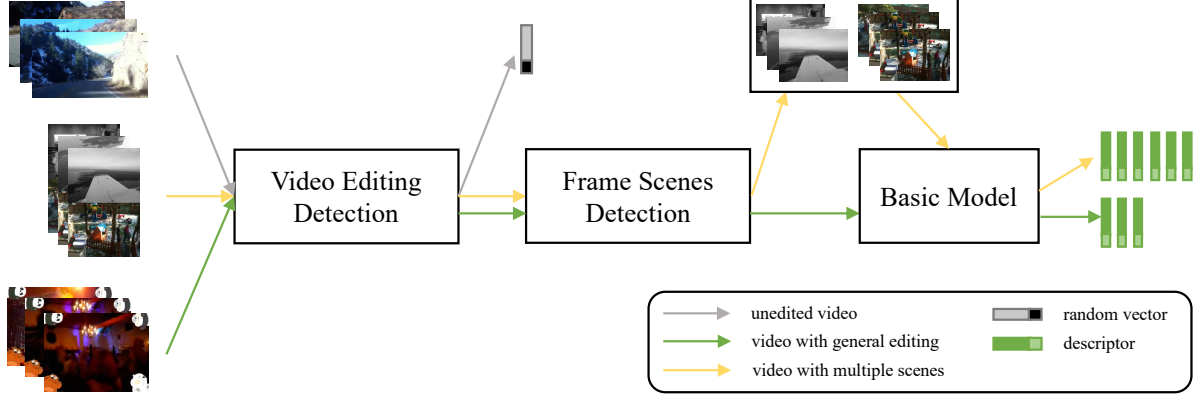 Video Editing
Detection
Frame Scenes
Detection
Basic Model
unedited video
random vector
video with general editing
descriptor
video with multiple scenes